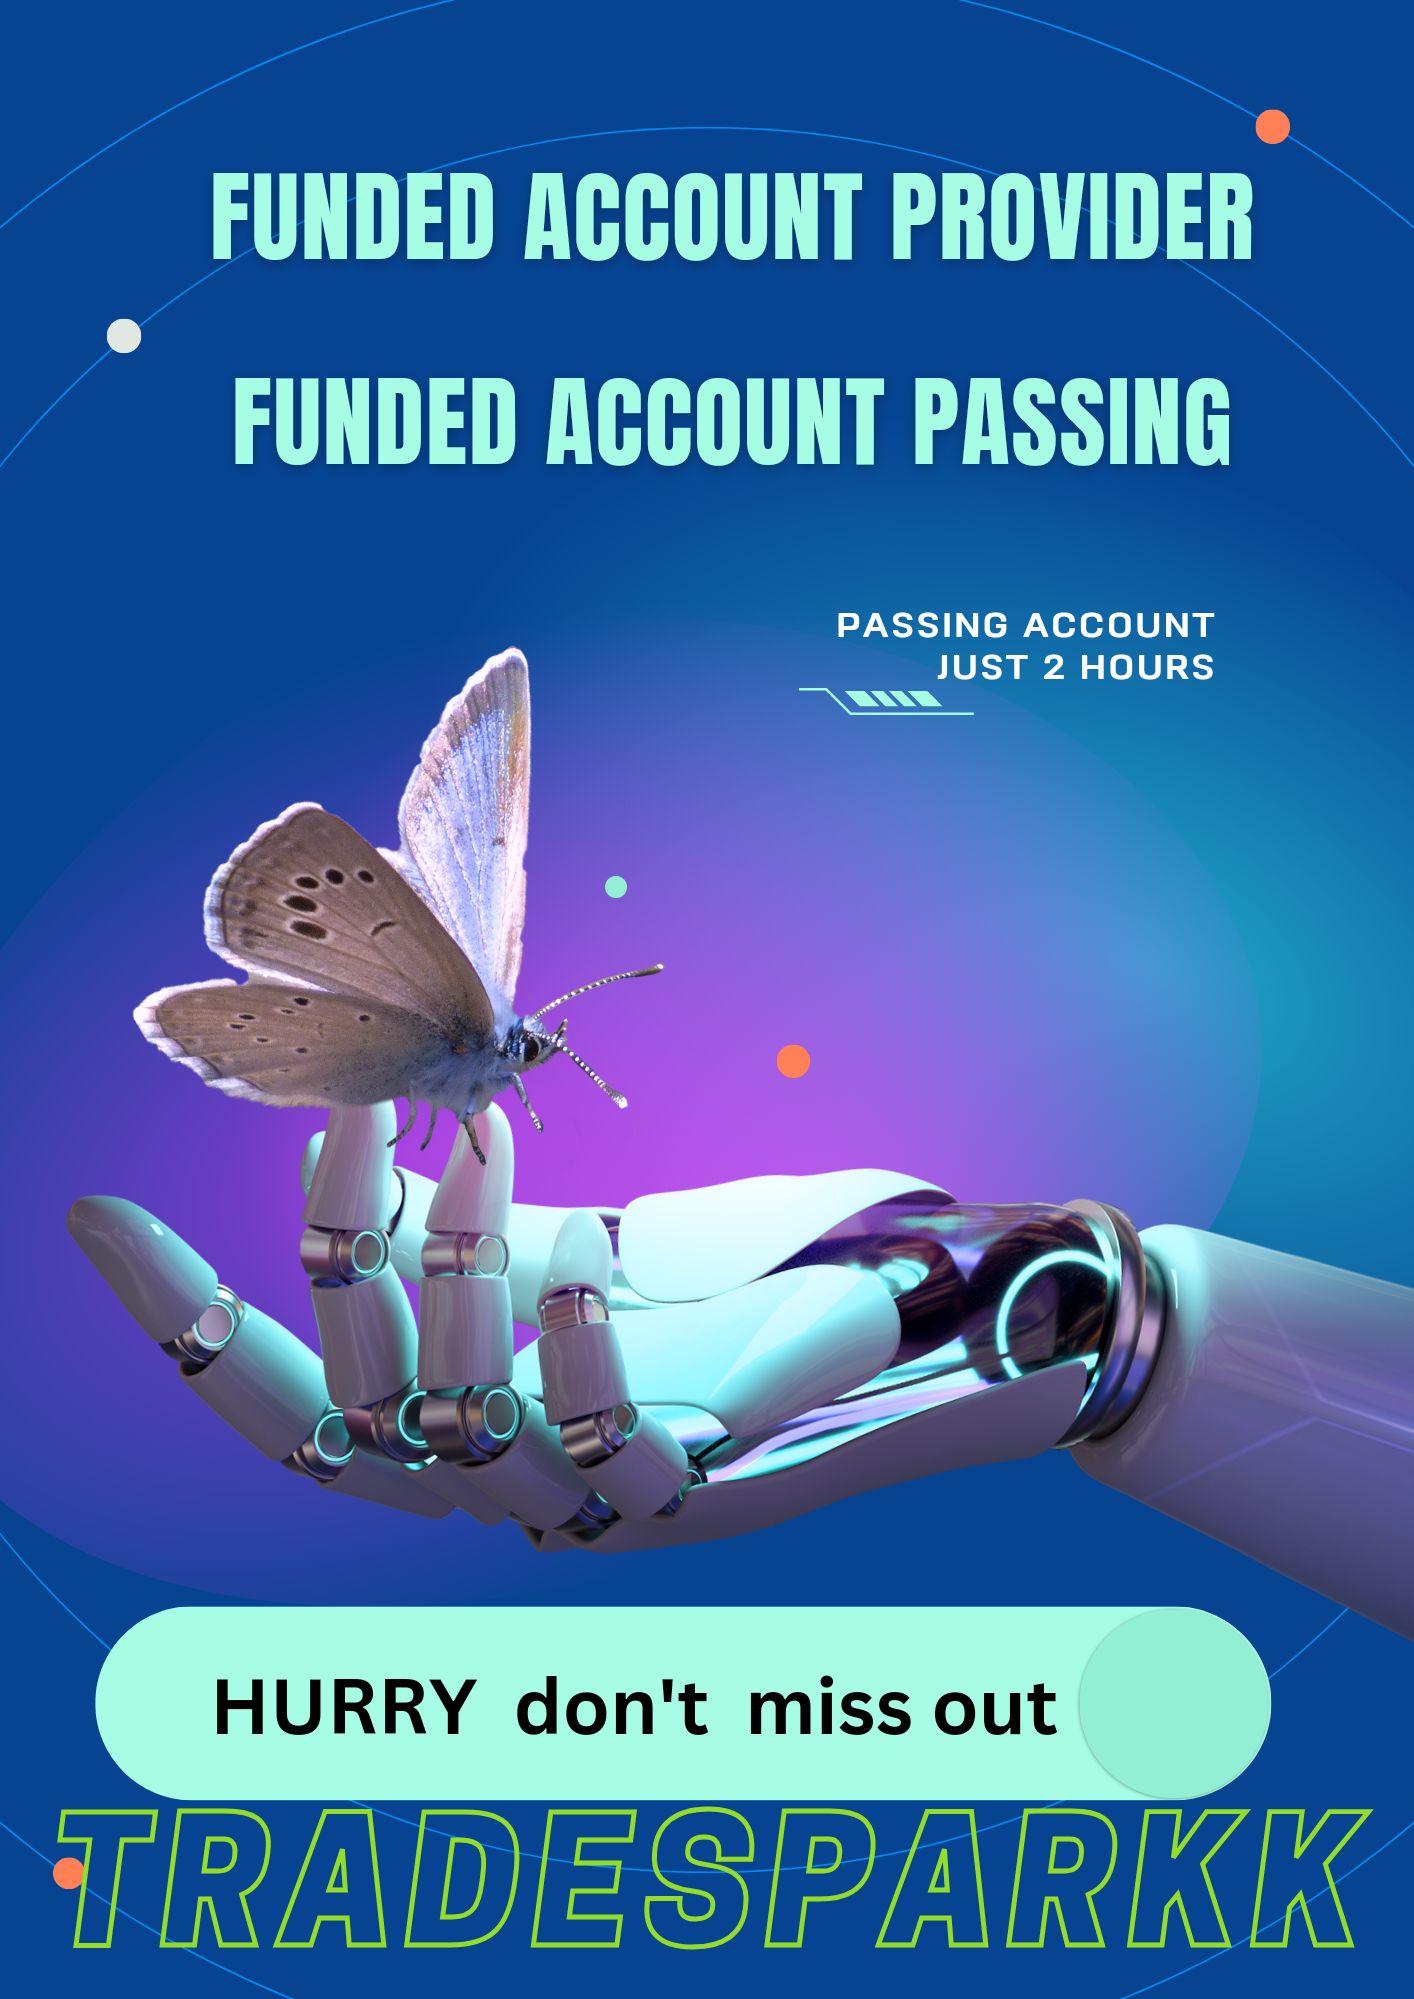 FUNDED ACCOUNT PROVIDER
FUNDED ACCOUNT PASSING
PASSING ACCOUNT
JUST 2 HOURS
HURRY don't miss out
TRADESPARKK